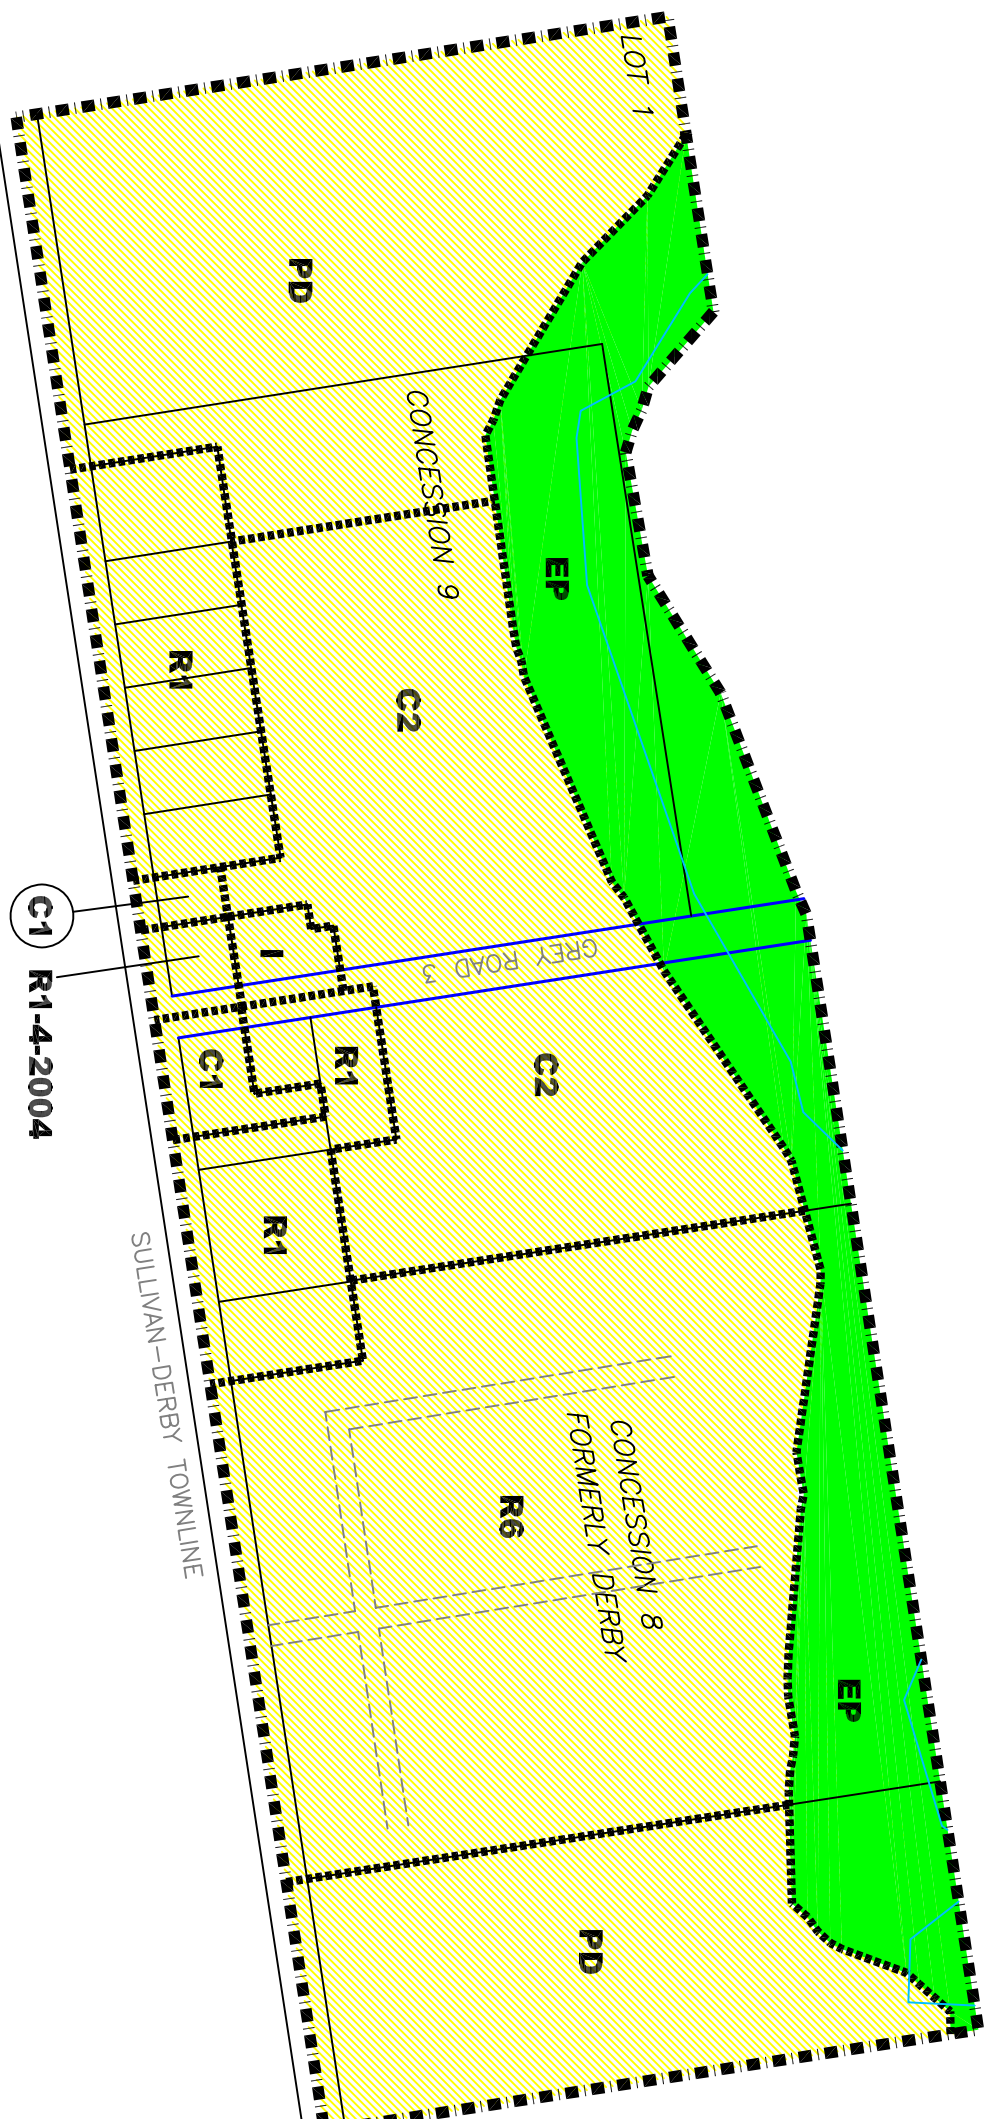 LOT 1
PD
CONCESSION 9
EP
R1
C2
C1
R1-4-2004
I
GREY ROAD 3
C1
R1
C2
R1
SULLIVAN-DERBY TOWNLINE
CONCESSION 8
FORMERLY DERBY
R6
EP
PD